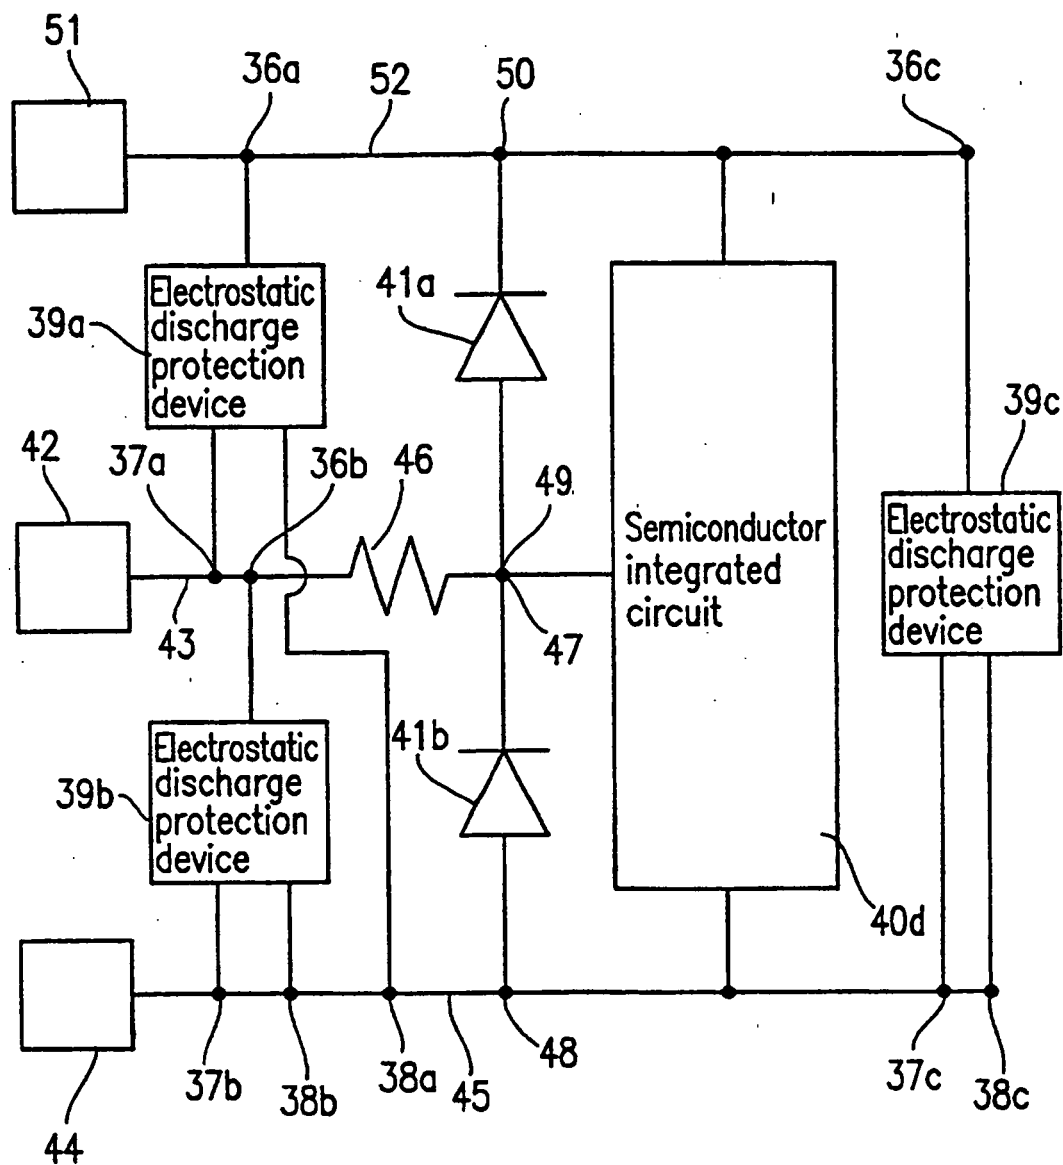 51
36a
52
50
36c
Electrostatic
discharge
protection
device
39a
41a
39c
42
37a
36b
46
49
Semiconductor
integrated
circuit
Electrostatic
discharge
protection
device
43
47
Electrostatic
discharge
protection
device
39b
41b
40d
44
37b
38b
38a
45
48
37c
38c